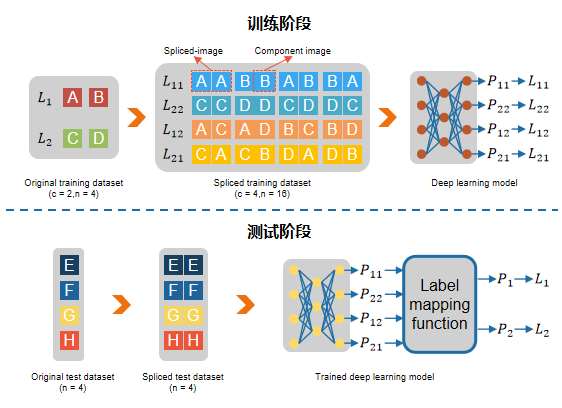 训练阶段
Spliced-image Component image
L₁ A B
L₂ C D
L₁₁ A A B B A B B A
L₂₂ C C D D C D D C
L₁₂ A C A D B C B D
L₂₁ C A C B D A D B
P₁₁ L₁₁
P₂₂ L₂₂
P₁₂ L₁₂
P₂₁ L₂₁
Original training dataset
(c = 2,n = 4)
Spliced training dataset
(c = 4,n = 16)
Deep learning model
测试阶段
E
F
G
H
E E
F F
G G
H H
P₁₁
P₂₂
P₁₂
P₂₁
Label
mapping
function
P₁ L₁
P₂ L₂
Original test dataset
(n = 4)
Spliced test dataset
(n = 4)
Trained deep learning model